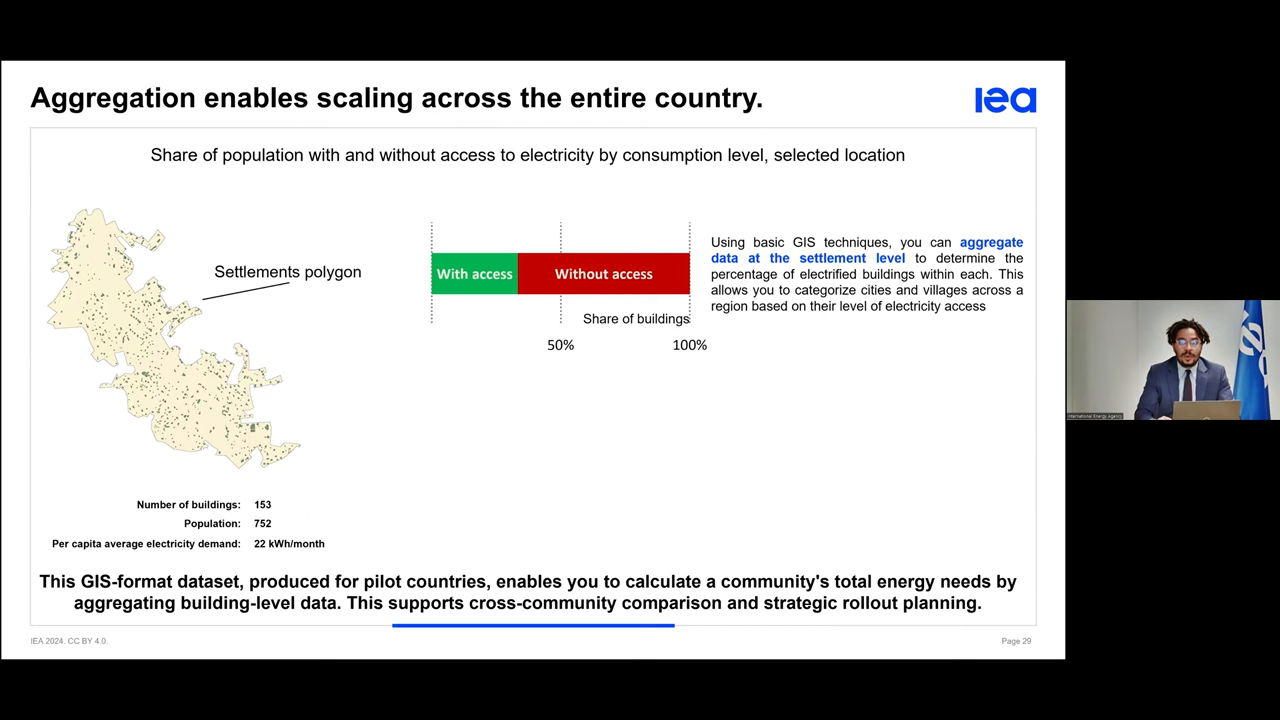 Aggregation enables scaling across the entire country.
iea
Share of population with and without access to electricity by consumption level, selected location
Settlements polygon
With access
Without access
Share of buildings
50%
100%
Using basic GIS techniques, you can aggregate
data at the settlement level to determine the
percentage of electrified buildings within each. This
allows you to categorize cities and villages across a
region based on their level of electricity access
International Energy Agency
Number of buildings: 153
Population: 752
Per capita average electricity demand: 22 kWh/month
This GIS-format dataset, produced for pilot countries, enables you to calculate a community's total energy needs by
aggregating building-level data. This supports cross-community comparison and strategic rollout planning.
IEA 2024. CC BY 4.0.
Page 29